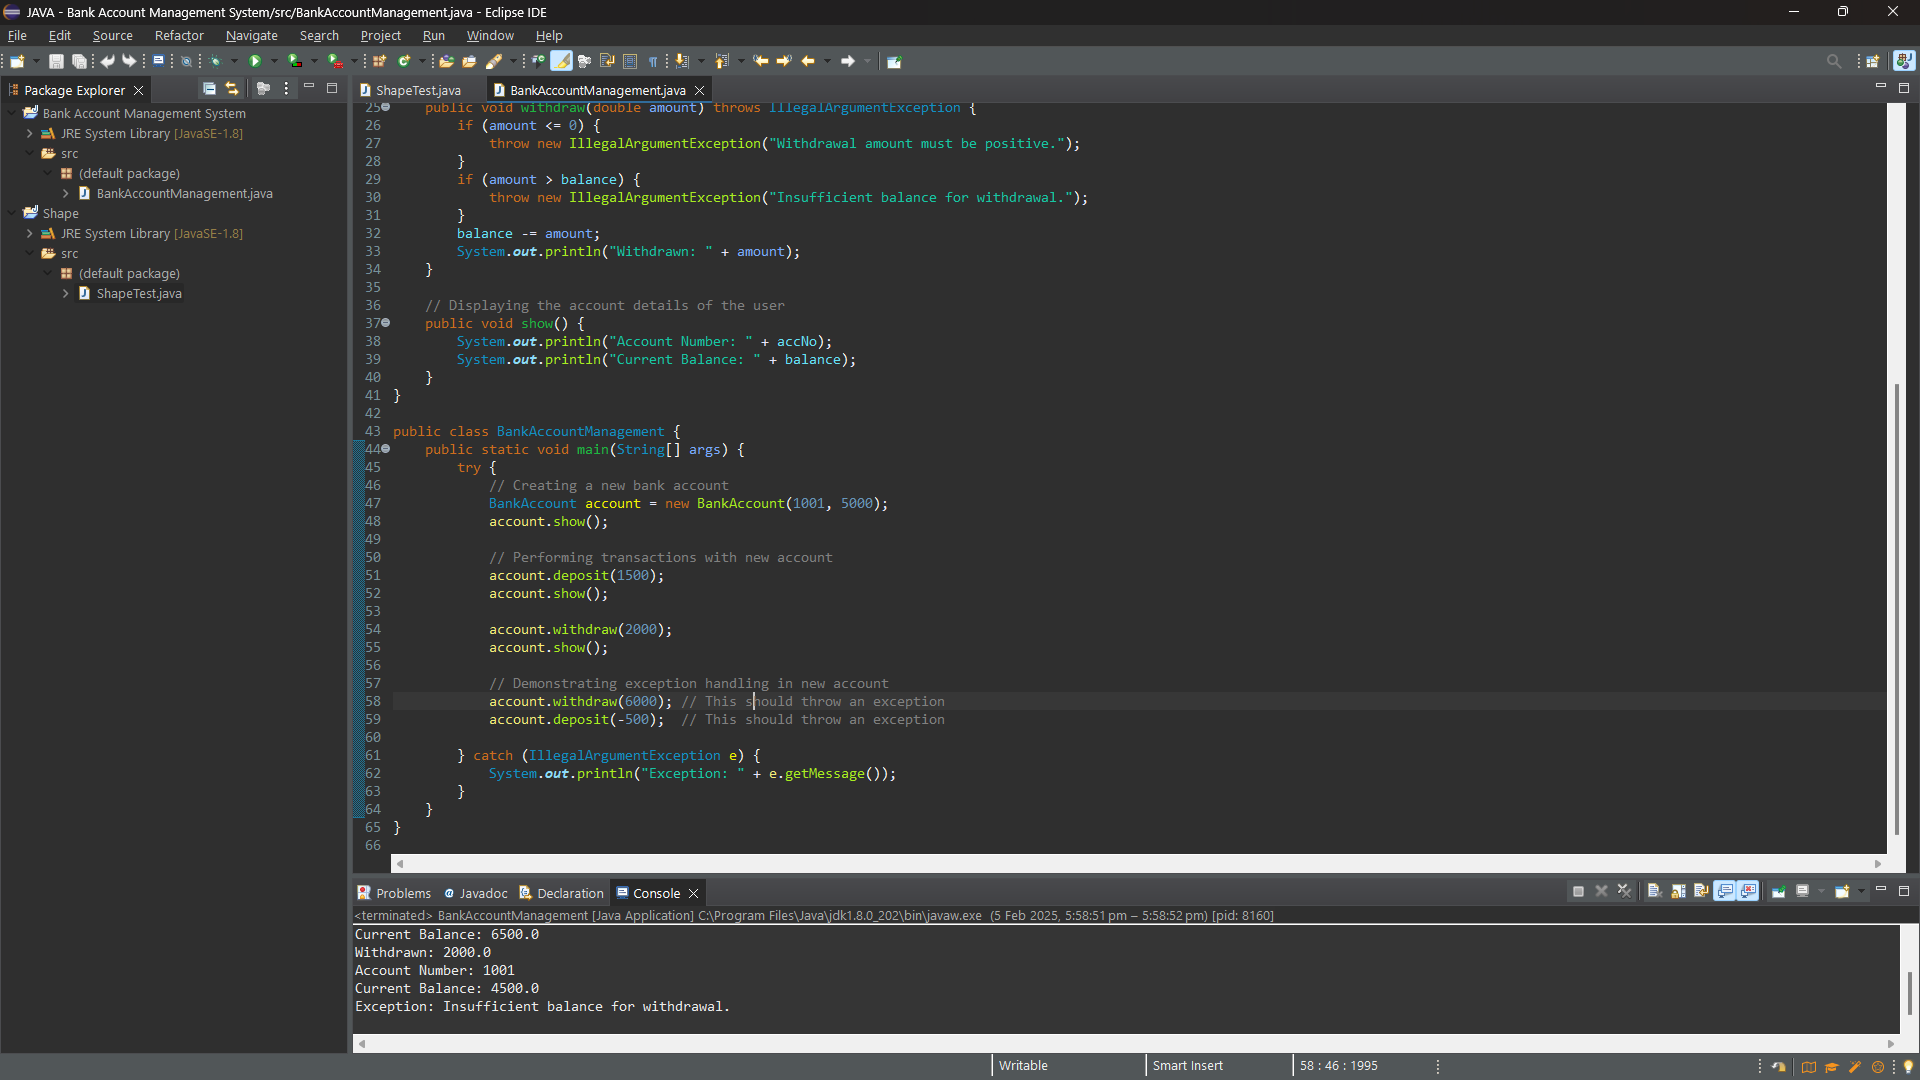 JAVA - Bank Account Management System/src/BankAccountManagement.java - Eclipse IDE
File Edit Source Refactor Navigate Search Project Run Window Help
Package Explorer
Bank Account Management System
JRE System Library [JavaSE-1.8]
src
(default package)
BankAccountManagement.java
Shape
JRE System Library [JavaSE-1.8]
src
(default package)
ShapeTest.java
ShapeTest.java BankAccountManagement.java
25 public void withdraw(double amount) throws IllegalArgumentException {
26 if (amount <= 0) {
27 throw new IllegalArgumentException("Withdrawal amount must be positive.");
28 }
29 if (amount > balance) {
30 throw new IllegalArgumentException("Insufficient balance for withdrawal.");
31 }
32 balance -= amount;
33 System.out.println("Withdrawn: " + amount);
34 }
35
36 // Displaying the account details of the user
37 public void show() {
38 System.out.println("Account Number: " + accNo);
39 System.out.println("Current Balance: " + balance);
40 }
41 }
42
43 public class BankAccountManagement {
44 public static void main(String[] args) {
45 try {
46 // Creating a new bank account
47 BankAccount account = new BankAccount(1001, 5000);
48 account.show();
49
50 // Performing transactions with new account
51 account.deposit(1500);
52 account.show();
53
54 account.withdraw(2000);
55 account.show();
56
57 // Demonstrating exception handling in new account
58 account.withdraw(6000); // This should throw an exception
59 account.deposit(-500); // This should throw an exception
60
61 } catch (IllegalArgumentException e) {
62 System.out.println("Exception: " + e.getMessage());
63 }
64 }
65 }
66
Problems @ Javadoc Declaration Console
<terminated> BankAccountManagement [Java Application] C:\Program Files\Java\jdk1.8.0_202\bin\javaw.exe (5 Feb 2025, 5:58:51 pm – 5:58:52 pm) [pid: 8160]
Current Balance: 6500.0
Withdrawn: 2000.0
Account Number: 1001
Current Balance: 4500.0
Exception: Insufficient balance for withdrawal.
Writable Smart Insert 58 : 46 : 1995